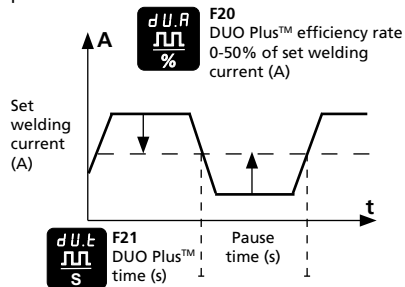 dU.A
%
F20
DUO Plus™ efficiency rate
0-50% of set welding
current (A)
A
Set
welding
current
(A)
t
dU.t
S
F21
DUO Plus™
time (s)
Pause
time (s)